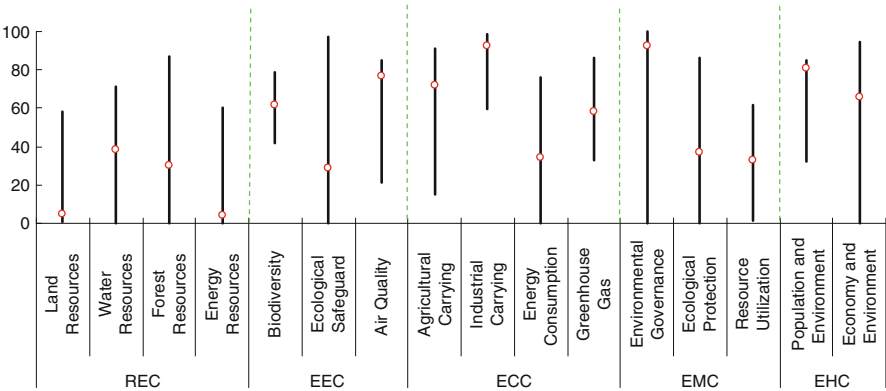 100
80
60
40
20
0
Land
Resources
Water
Resources
Forest
Resources
Energy
Resources
Biodiversity
Ecological
Safeguard
Air Quality
Agricultural
Carrying
Industrial
Carrying
Energy
Consumption
Greenhouse
Gas
Environmental
Governance
Ecological
Protection
Resource
Utilization
Population and
Environment
Economy and
Environment
REC
EEC
ECC
EMC
EHC